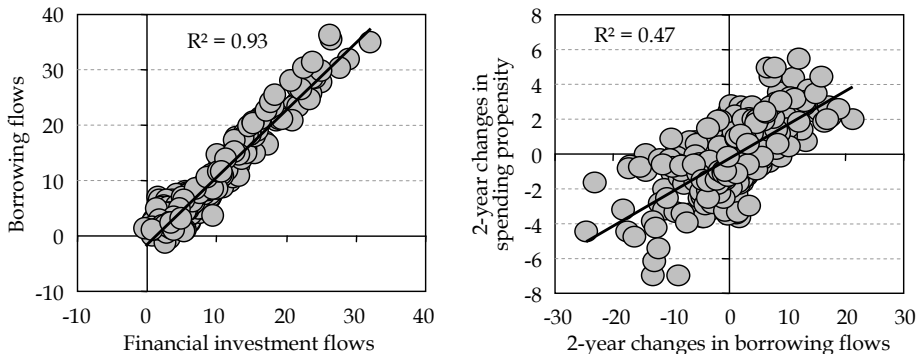 40
30
20
10
0
-10
Borrowing flows
R² = 0.93
-10 0 10 20 30 40
Financial investment flows
8
6
4
2
0
-2
-4
-6
-8
2-year changes in
spending propensity
R² = 0.47
-30 -20 -10 0 10 20 30
2-year changes in borrowing flows